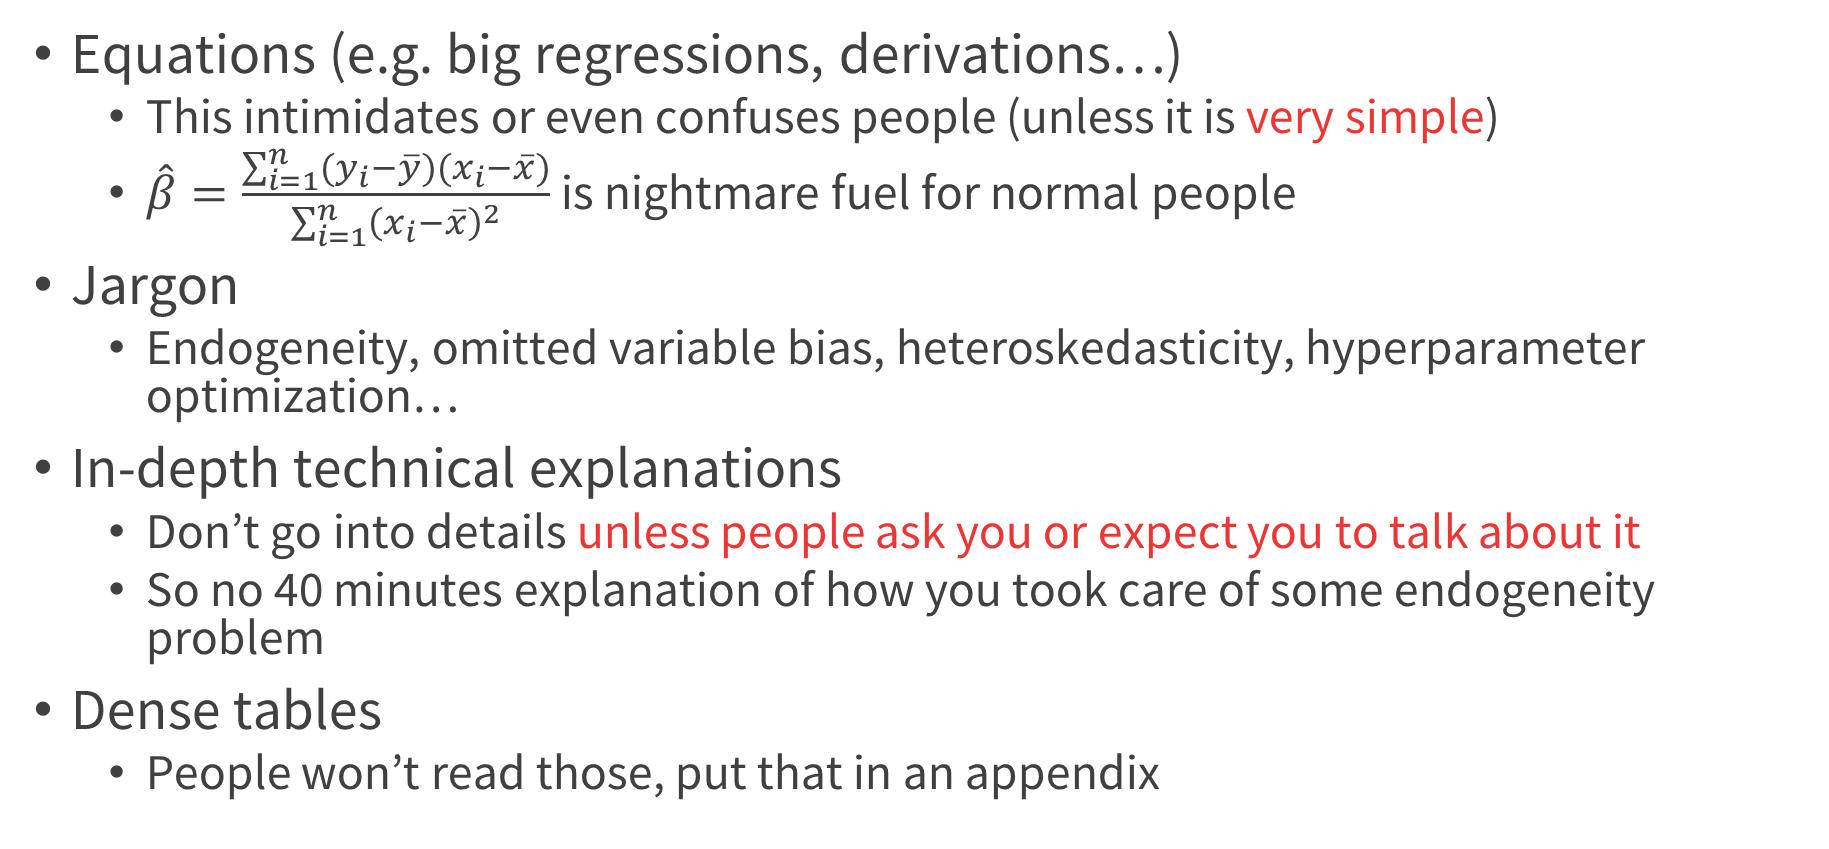 • Equations (e.g. big regressions, derivations…)
• This intimidates or even confuses people (unless it is very simple)
• β̂ = ∑ⁿᵢ₌₁(yᵢ−ȳ)(xᵢ−x̄) / ∑ⁿᵢ₌₁(xᵢ−x̄)² is nightmare fuel for normal people
• Jargon
• Endogeneity, omitted variable bias, heteroskedasticity, hyperparameter
optimization…
• In-depth technical explanations
• Don’t go into details unless people ask you or expect you to talk about it
• So no 40 minutes explanation of how you took care of some endogeneity
problem
• Dense tables
• People won’t read those, put that in an appendix